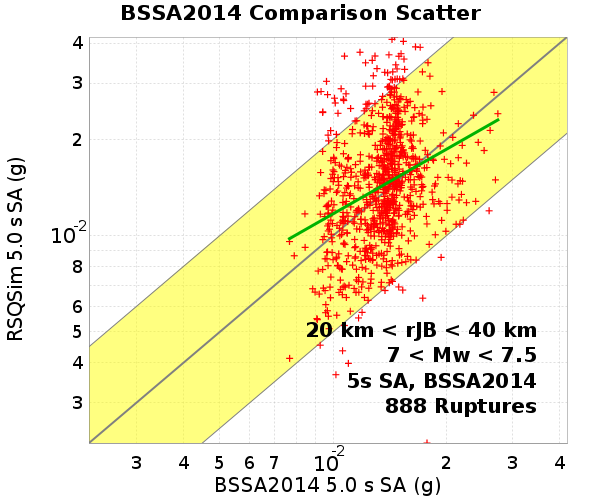 BSSA2014 Comparison Scatter
4
3
2
10-2
8
6
5
4
3
RSQSim 5.0 s SA (g)
20 km < rJB < 40 km
7 < Mw < 7.5
5s SA, BSSA2014
888 Ruptures
3 4 5 6 7 10-2 2 3 4
BSSA2014 5.0 s SA (g)